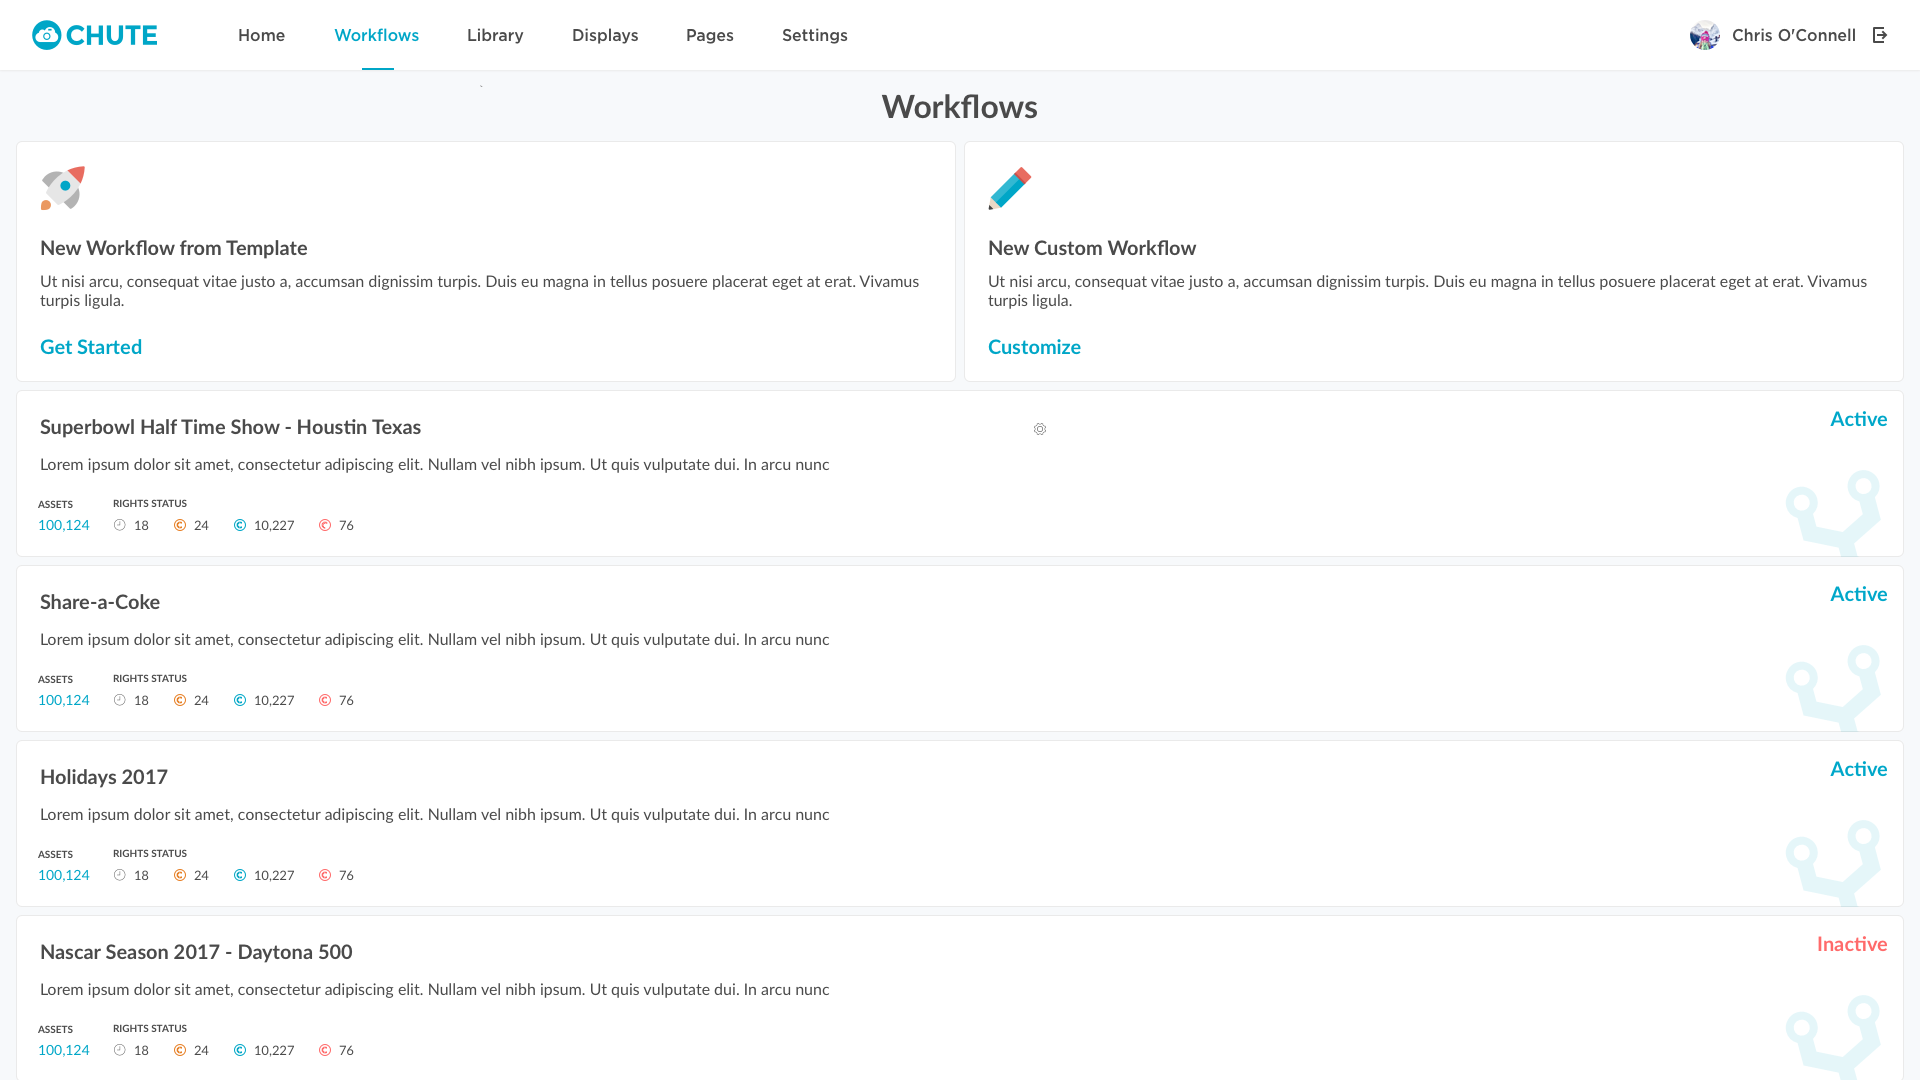 CHUTE
Home Workflows Library Displays Pages Settings
Chris O'Connell
Workflows
New Workflow from Template
Ut nisi arcu, consequat vitae justo a, accumsan dignissim turpis. Duis eu magna in tellus posuere placerat eget at erat. Vivamus
turpis ligula.
Get Started
New Custom Workflow
Ut nisi arcu, consequat vitae justo a, accumsan dignissim turpis. Duis eu magna in tellus posuere placerat eget at erat. Vivamus
turpis ligula.
Customize
Superbowl Half Time Show - Houstin Texas
Active
Lorem ipsum dolor sit amet, consectetur adipiscing elit. Nullam vel nibh ipsum. Ut quis vulputate dui. In arcu nunc
ASSETS RIGHTS STATUS
100,124 18 24 10,227 76
Share-a-Coke
Active
Lorem ipsum dolor sit amet, consectetur adipiscing elit. Nullam vel nibh ipsum. Ut quis vulputate dui. In arcu nunc
ASSETS RIGHTS STATUS
100,124 18 24 10,227 76
Holidays 2017
Active
Lorem ipsum dolor sit amet, consectetur adipiscing elit. Nullam vel nibh ipsum. Ut quis vulputate dui. In arcu nunc
ASSETS RIGHTS STATUS
100,124 18 24 10,227 76
Nascar Season 2017 - Daytona 500
Inactive
Lorem ipsum dolor sit amet, consectetur adipiscing elit. Nullam vel nibh ipsum. Ut quis vulputate dui. In arcu nunc
ASSETS RIGHTS STATUS
100,124 18 24 10,227 76